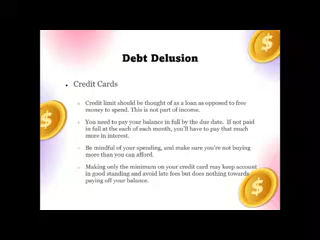 Debt Delusion
• Credit Cards
o Credit limit should be thought of as a loan as opposed to free
money to spend. This is not part of income.
o You need to pay your balance in full by the due date. If not paid
in full at the each of each month, you'll have to pay that much
more in interest.
o Be mindful of your spending, and make sure you're not buying
more than you can afford.
o Making only the minimum on your credit card may keep account
in good standing and avoid late fees but does nothing towards
paying off your balance.